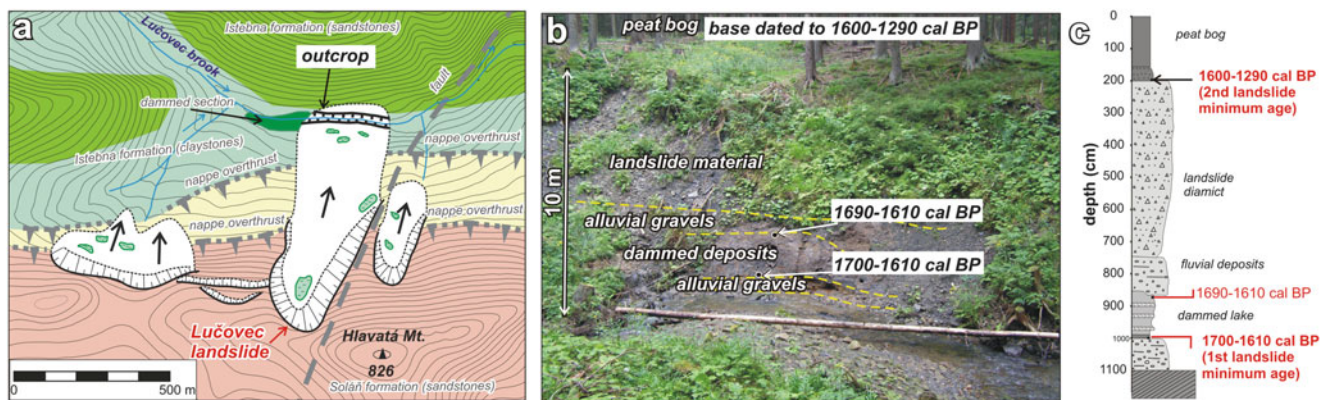 a
Istebna formation (sandstones)
Lučovec brook
outcrop
fault
dammed section
Istebna formation (claystones)
nappe overthrust
nappe overthrust
nappe overthrust
nappe overthrust
Lučovec
landslide
Hlavatá Mt.
826
Soláň formation (sandstones)
0
500 m
b
peat bog
base dated to 1600-1290 cal BP
10 m
landslide material
alluvial gravels
1690-1610 cal BP
dammed deposits
1700-1610 cal BP
alluvial gravels
c
depth (cm)
0
100
200
300
400
500
600
700
800
900
1000
1100
peat bog
1600-1290 cal BP
(2nd landslide
minimum age)
landslide
diamict
fluvial deposits
1690-1610 cal BP
dammed lake
1700-1610 cal BP
(1st landslide
minimum age)